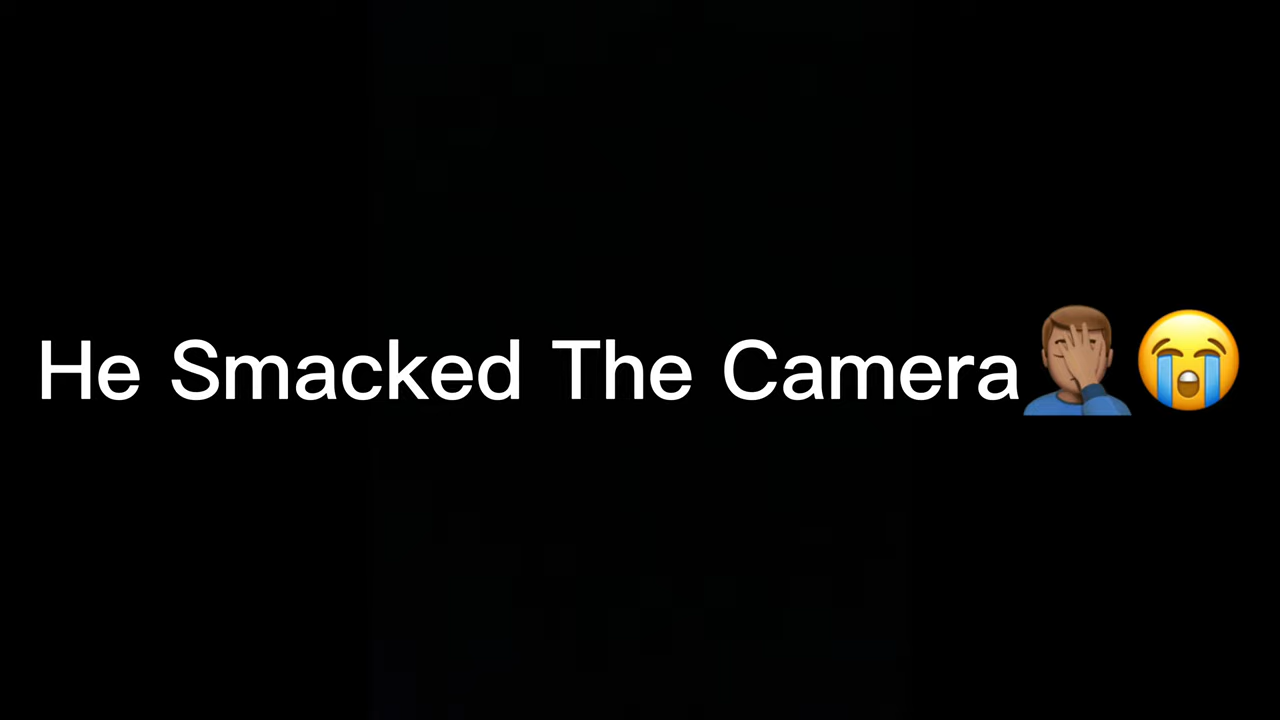 He Smacked The Camera🤦🏽‍♂️😭